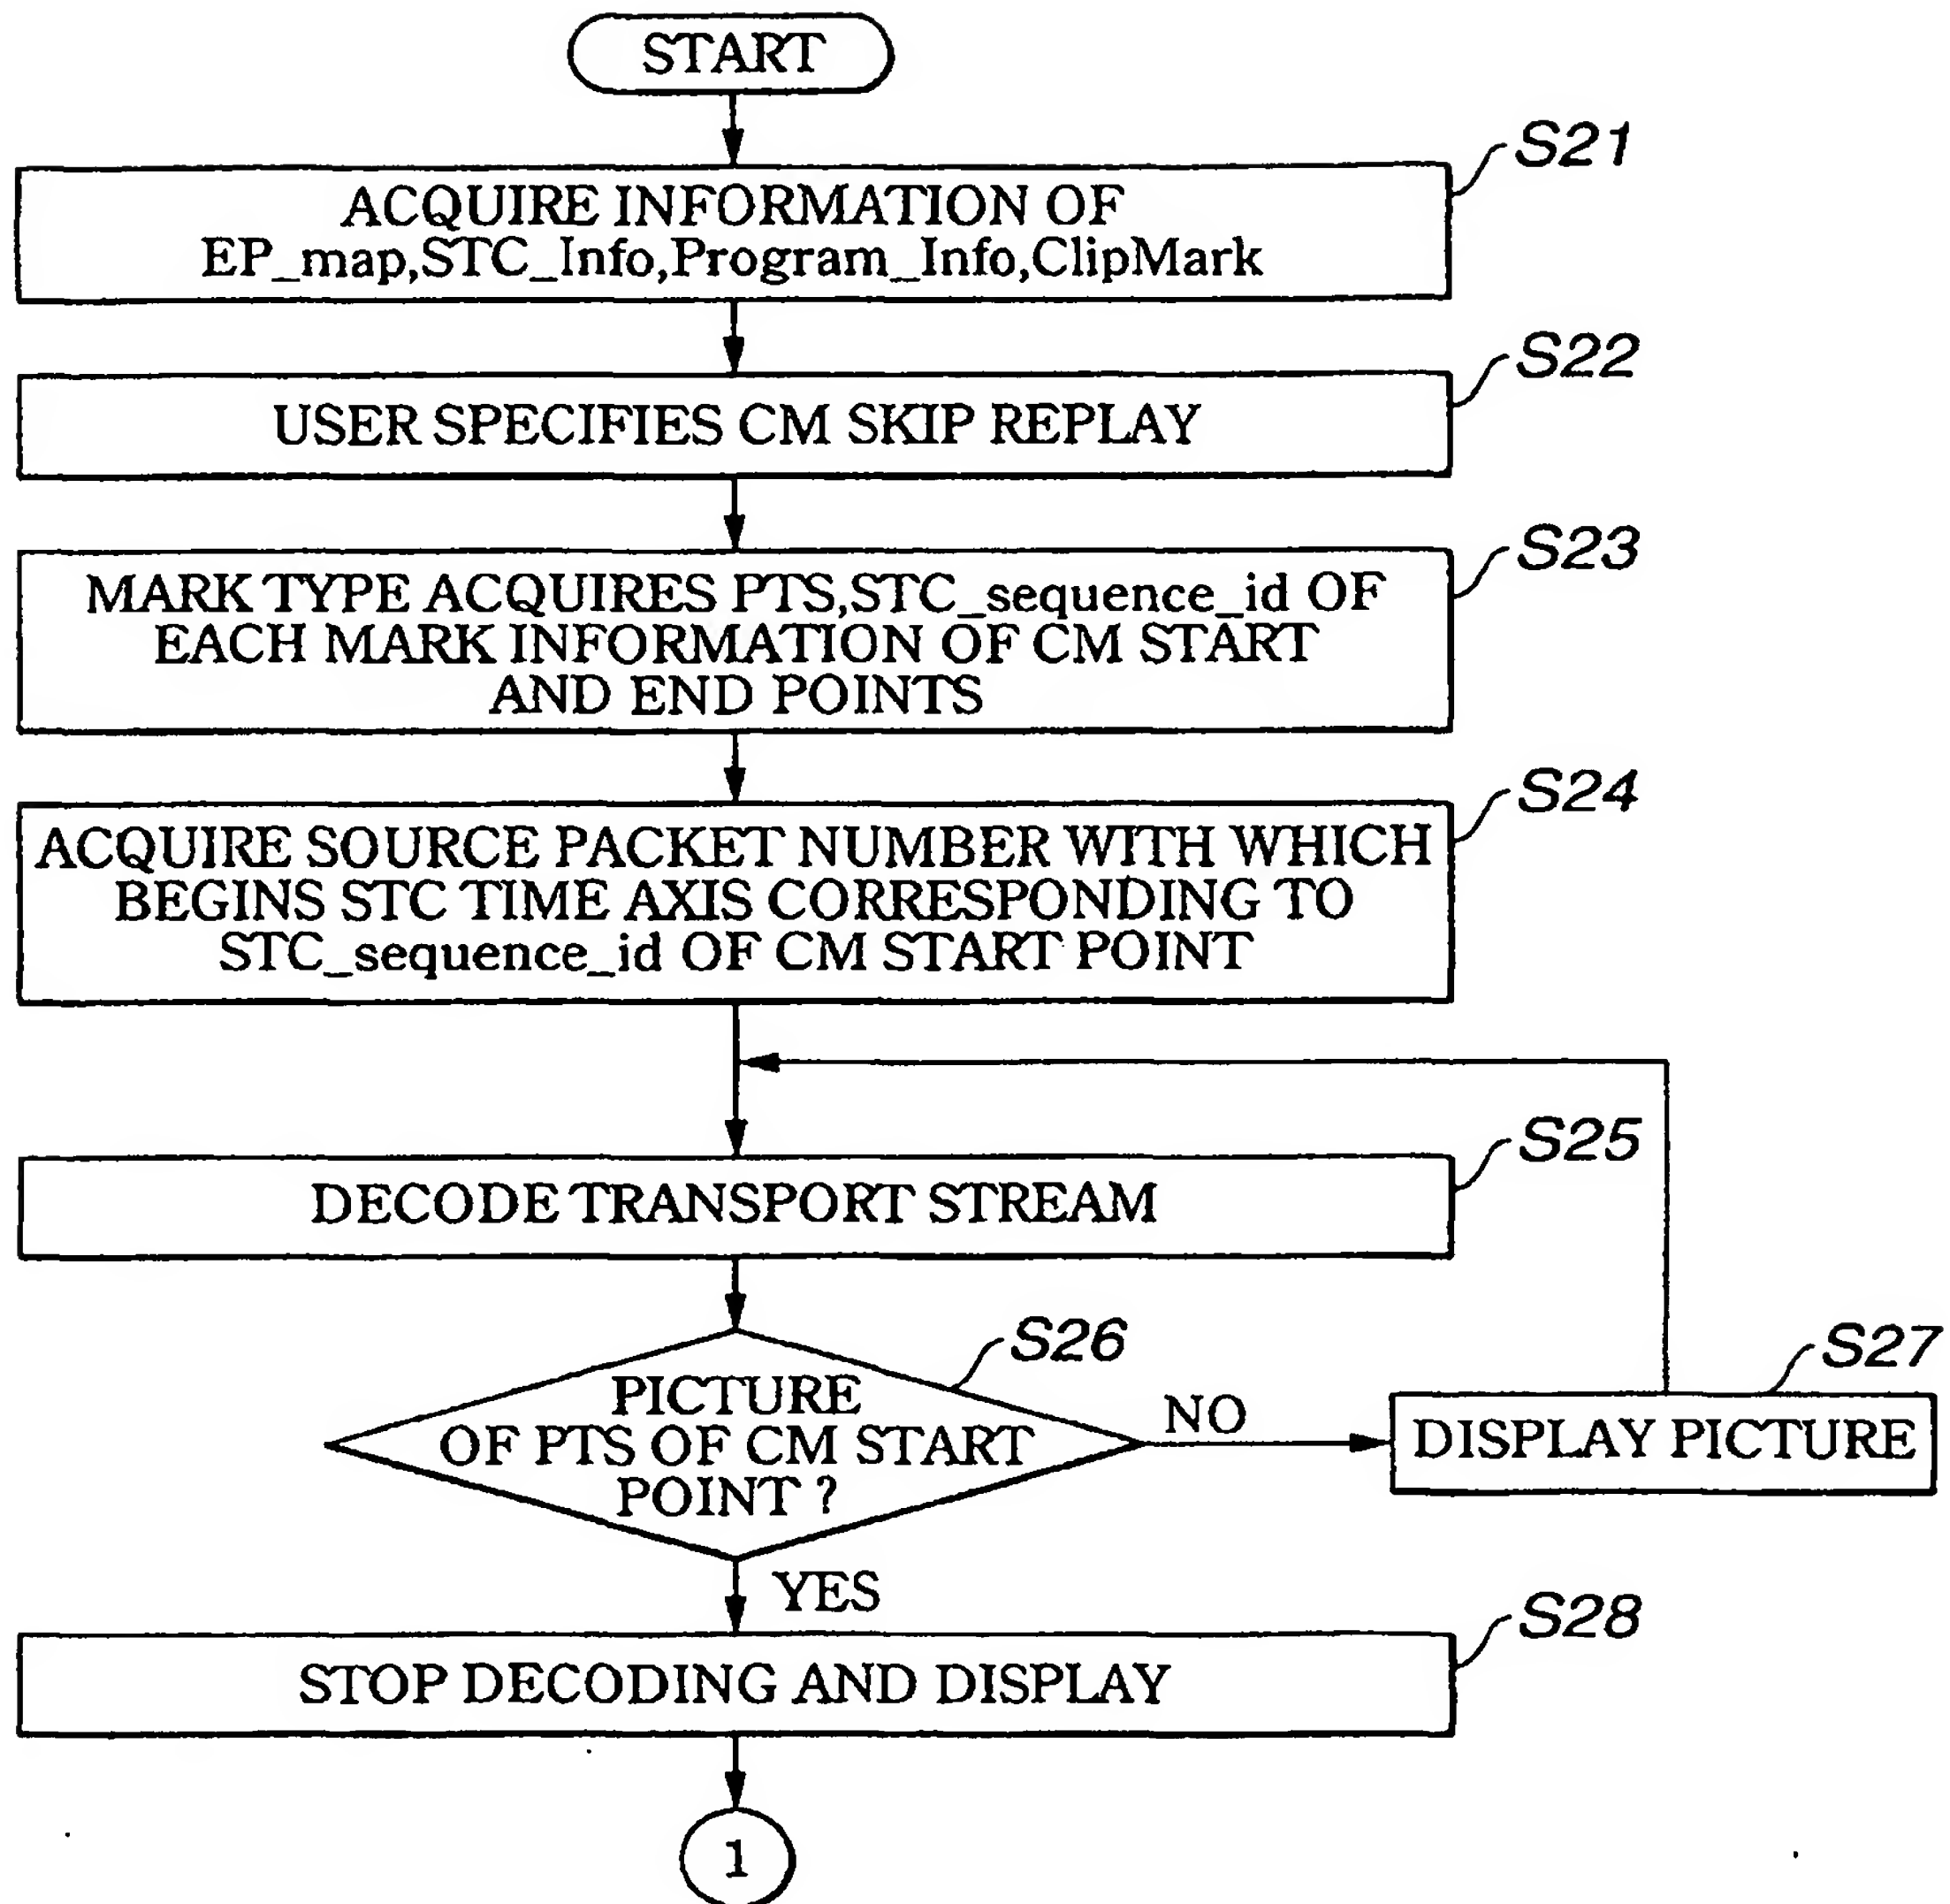 START
S21
ACQUIRE INFORMATION OF
EP_map,STC_Info,Program_Info,ClipMark
S22
USER SPECIFIES CM SKIP REPLAY
S23
MARK TYPE ACQUIRES PTS,STC_sequence_id OF
EACH MARK INFORMATION OF CM START
AND END POINTS
S24
ACQUIRE SOURCE PACKET NUMBER WITH WHICH
BEGINS STC TIME AXIS CORRESPONDING TO
STC_sequence_id OF CM START POINT
S25
DECODE TRANSPORT STREAM
S26
PICTURE
OF PTS OF CM START
POINT ?
NO
S27
DISPLAY PICTURE
YES
S28
STOP DECODING AND DISPLAY
1